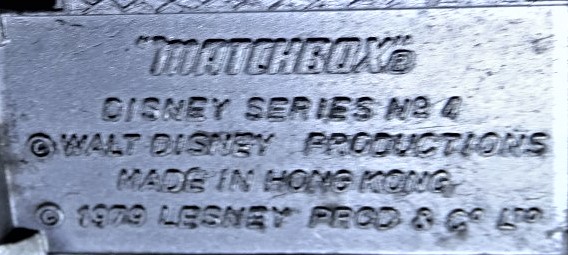 "MATCHBOX"®
DISNEY SERIES Nº 4
© WALT DISNEY PRODUCTIONS
MADE IN HONG KONG
© 1979 LESNEY PROD & Cº Lᵀᴰ